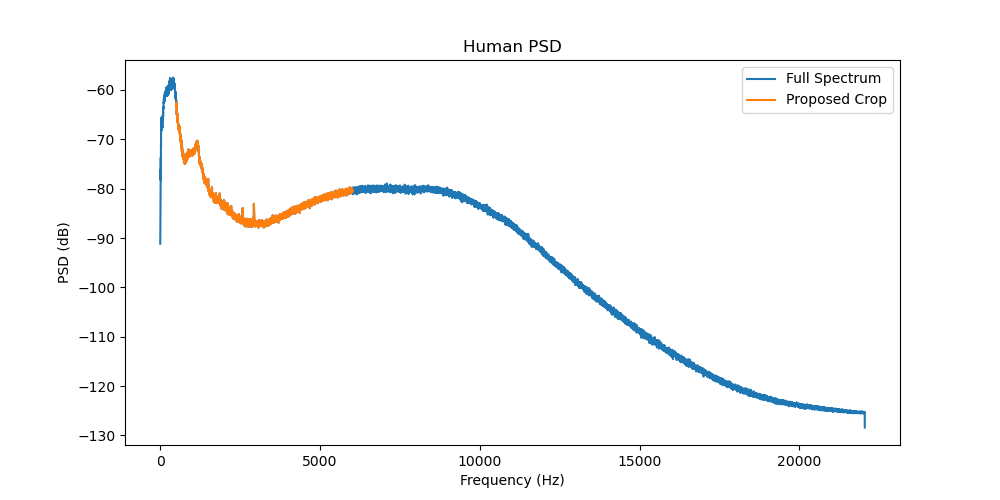 Human PSD
Full Spectrum
Proposed Crop
PSD (dB)
−60
−70
−80
−90
−100
−110
−120
−130
0
5000
10000
15000
20000
Frequency (Hz)